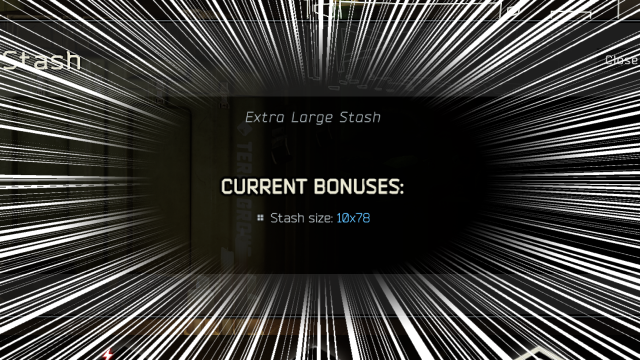 Stash
Close
Extra Large Stash
CURRENT BONUSES:
Stash size: 10x78